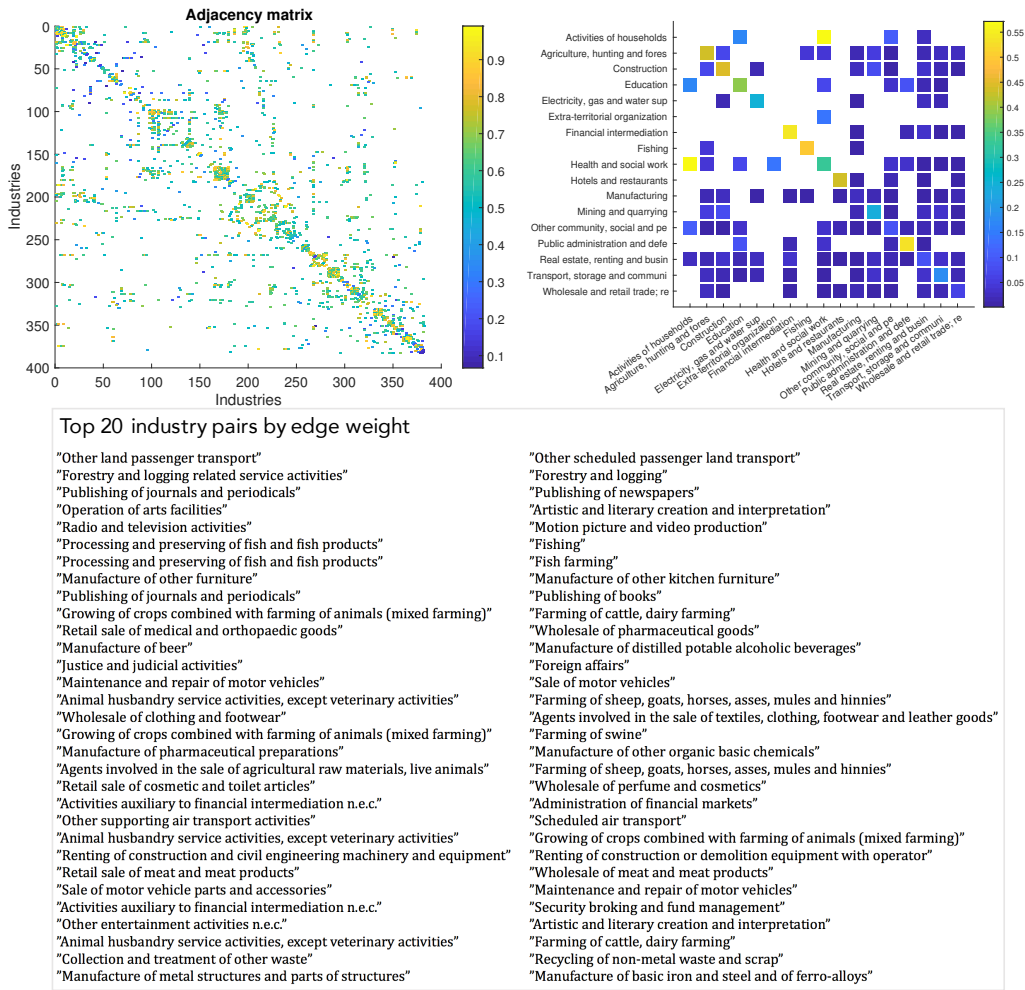 Adjacency matrix
0
50
100
150
200
250
300
350
400
Industries
0 50 100 150 200 250 300 350 400
Industries
0.9
0.8
0.7
0.6
0.5
0.4
0.3
0.2
0.1
Activities of households
Agriculture, hunting and fores
Construction
Education
Electricity, gas and water sup
Extra-territorial organization
Financial intermediation
Fishing
Health and social work
Hotels and restaurants
Manufacturing
Mining and quarrying
Other community, social and pe
Public administration and defe
Real estate, renting and busin
Transport, storage and communi
Wholesale and retail trade; re
Activities of households
Agriculture, hunting and fores
Construction
Education
Electricity, gas and water sup
Extra-territorial organization
Financial intermediation
Fishing
Health and social work
Hotels and restaurants
Manufacturing
Mining and quarrying
Other community, social and pe
Public administration and defe
Real estate, renting and busin
Transport, storage and communi
Wholesale and retail trade; re
0.55
0.5
0.45
0.4
0.35
0.3
0.25
0.2
0.15
0.1
0.05
Top 20 industry pairs by edge weight
"Other land passenger transport" "Other scheduled passenger land transport"
"Forestry and logging related service activities" "Forestry and logging"
"Publishing of journals and periodicals" "Publishing of newspapers"
"Operation of arts facilities" "Artistic and literary creation and interpretation"
"Radio and television activities" "Motion picture and video production"
"Processing and preserving of fish and fish products" "Fishing"
"Processing and preserving of fish and fish products" "Fish farming"
"Manufacture of other furniture" "Manufacture of other kitchen furniture"
"Publishing of journals and periodicals" "Publishing of books"
"Growing of crops combined with farming of animals (mixed farming)" "Farming of cattle, dairy farming"
"Retail sale of medical and orthopaedic goods" "Wholesale of pharmaceutical goods"
"Manufacture of beer" "Manufacture of distilled potable alcoholic beverages"
"Justice and judicial activities" "Foreign affairs"
"Maintenance and repair of motor vehicles" "Sale of motor vehicles"
"Animal husbandry service activities, except veterinary activities" "Farming of sheep, goats, horses, asses, mules and hinnies"
"Wholesale of clothing and footwear" "Agents involved in the sale of textiles, clothing, footwear and leather goods"
"Growing of crops combined with farming of animals (mixed farming)" "Farming of swine"
"Manufacture of pharmaceutical preparations" "Manufacture of other organic basic chemicals"
"Agents involved in the sale of agricultural raw materials, live animals" "Farming of sheep, goats, horses, asses, mules and hinnies"
"Retail sale of cosmetic and toilet articles" "Wholesale of perfume and cosmetics"
"Activities auxiliary to financial intermediation n.e.c." "Administration of financial markets"
"Other supporting air transport activities" "Scheduled air transport"
"Animal husbandry service activities, except veterinary activities" "Growing of crops combined with farming of animals (mixed farming)"
"Renting of construction and civil engineering machinery and equipment" "Renting of construction or demolition equipment with operator"
"Retail sale of meat and meat products" "Wholesale of meat and meat products"
"Sale of motor vehicle parts and accessories" "Maintenance and repair of motor vehicles"
"Activities auxiliary to financial intermediation n.e.c." "Security broking and fund management"
"Other entertainment activities n.e.c." "Artistic and literary creation and interpretation"
"Animal husbandry service activities, except veterinary activities" "Farming of cattle, dairy farming"
"Collection and treatment of other waste" "Recycling of non-metal waste and scrap"
"Manufacture of metal structures and parts of structures" "Manufacture of basic iron and steel and of ferro-alloys"